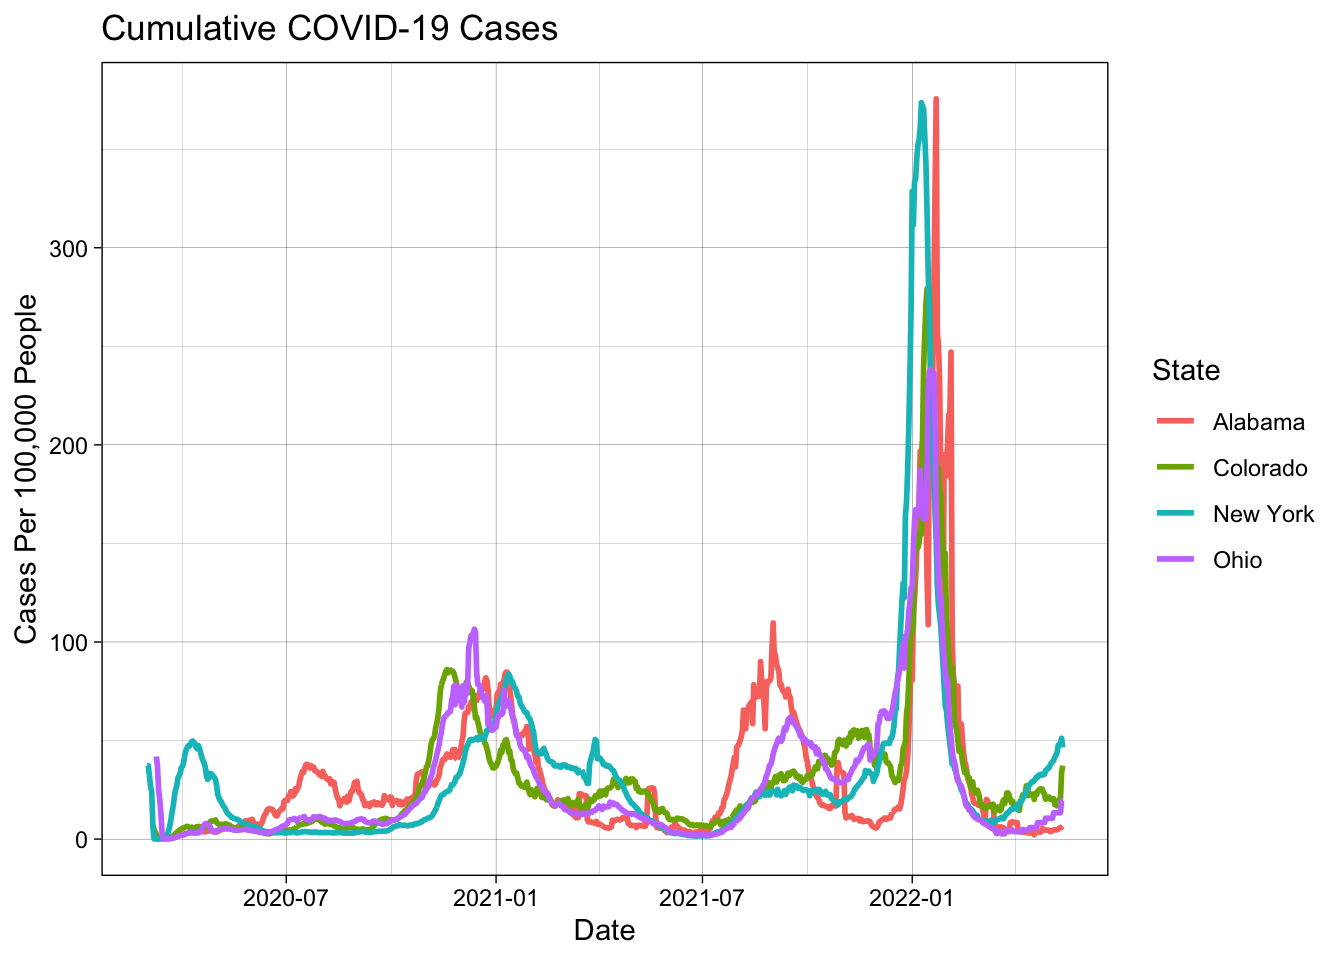 Cumulative COVID-19 Cases
Cases Per 100,000 People
300
200
100
0
2020-07
2021-01
2021-07
2022-01
Date
State
Alabama
Colorado
New York
Ohio